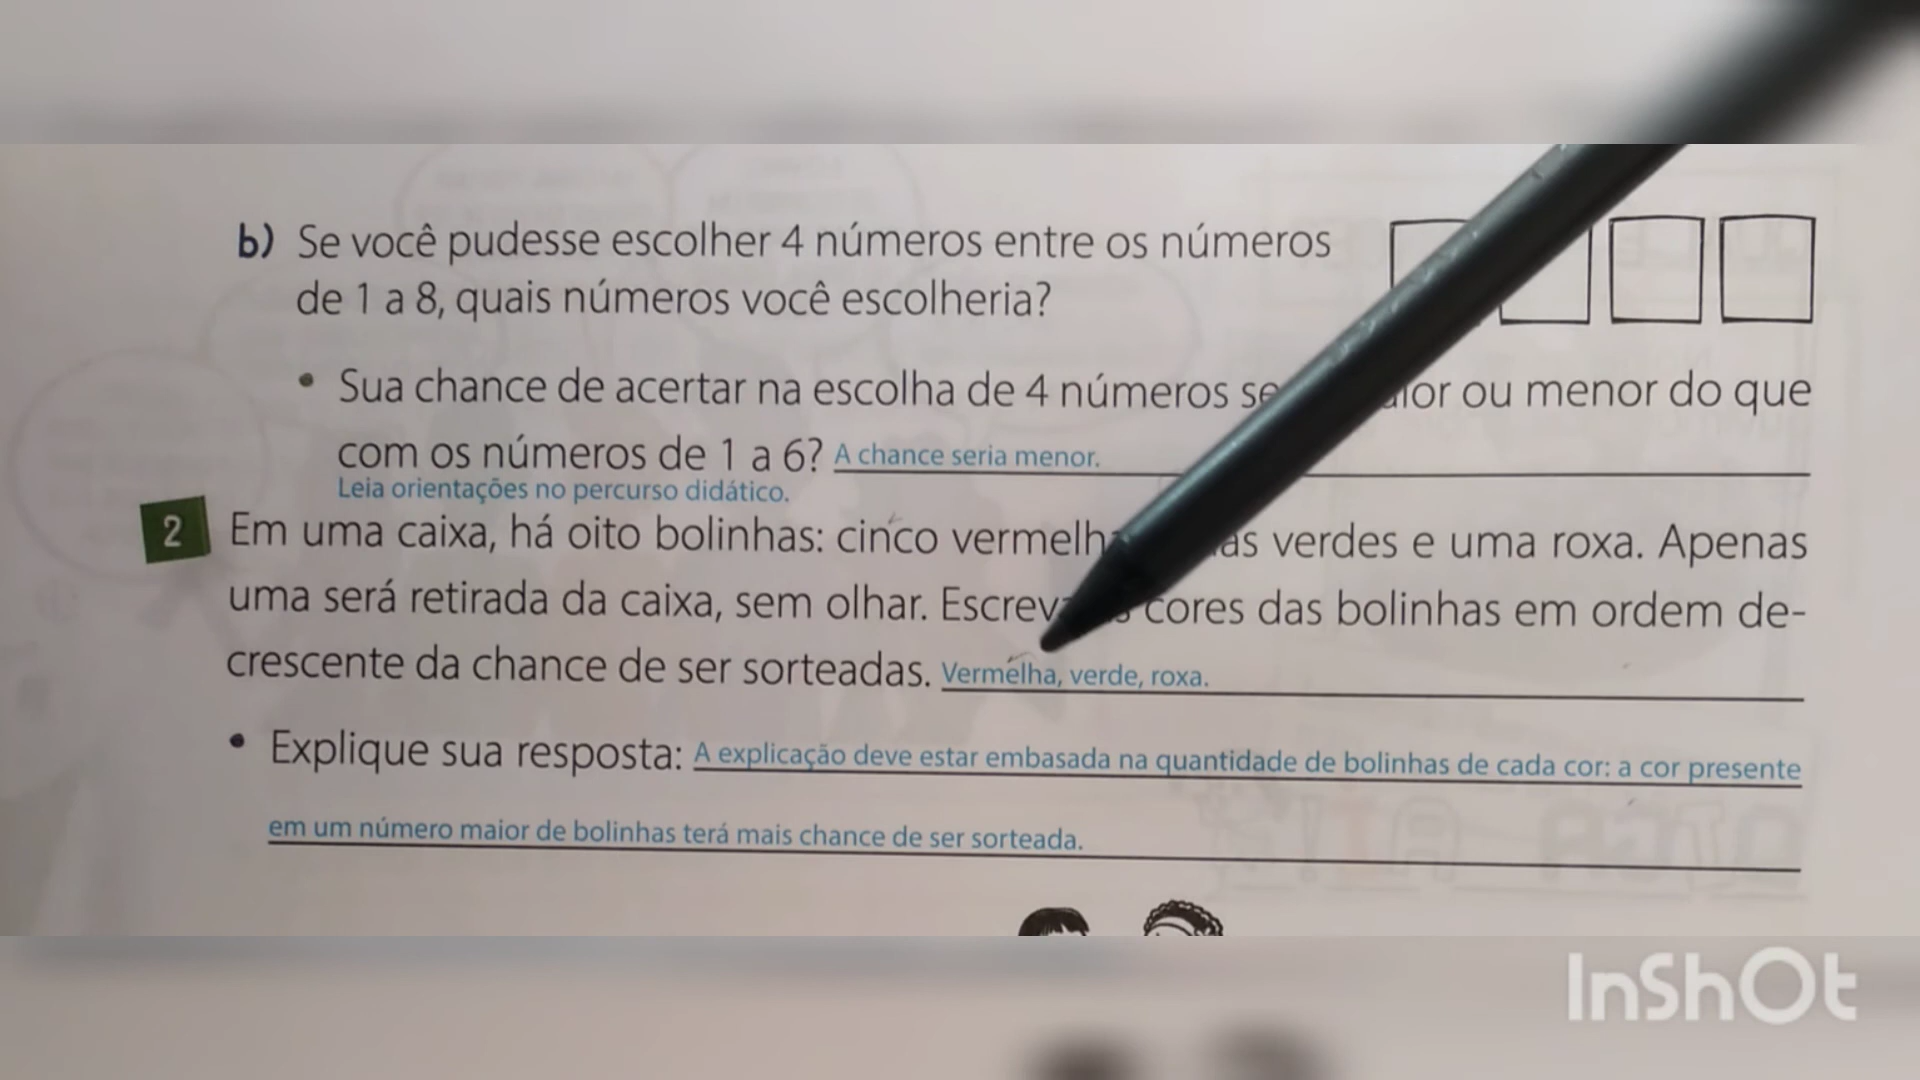 b) Se você pudesse escolher 4 números entre os números
de 1 a 8, quais números você escolheria?
• Sua chance de acertar na escolha de 4 números ou menor do que
com os números de 1 a 6? A chance seria menor.
Leia orientações no percurso didático.
2 Em uma caixa, há oito bolinhas: cinco verdes e uma roxa. Apenas
uma será retirada da caixa, sem olhar. cores das bolinhas em ordem de-
crescente da chance de ser sorteadas. Vermelha, verde, roxa.
• Explique sua resposta: A explicação deve estar embasada na quantidade de bolinhas de cada cor: a cor presente
em um número maior de bolinhas terá mais chance de ser sorteada.
InShOt